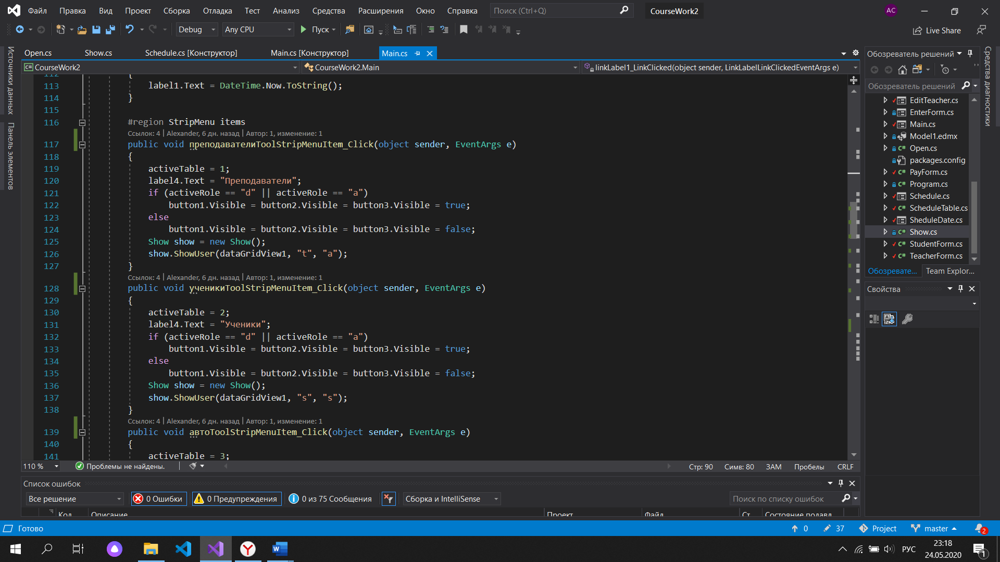 Файл Правка Вид Проект Сборка Отладка Тест Анализ Средства Расширения Окно Справка Поиск (Ctrl+Q) CourseWork2 AC
Debug Any CPU Пуск Live Share
Источники данных
Панель элементов
Open.cs Show.cs Schedule.cs [Конструктор] Main.cs [Конструктор] Main.cs
CourseWork2 CourseWork2.Main linkLabel1_LinkClicked(object sender, LinkLabelLinkClickedEventArgs e)
112 {
113 label1.Text = DateTime.Now.ToString();
114 }
115
116 #region StripMenu items
Ссылок: 4 | Alexander, 6 дн. назад | Автор: 1, изменение: 1
117 public void преподавателиToolStripMenuItem_Click(object sender, EventArgs e)
118 {
119 activeTable = 1;
120 label4.Text = "Преподаватели";
121 if (activeRole == "d" || activeRole == "a")
122 button1.Visible = button2.Visible = button3.Visible = true;
123 else
124 button1.Visible = button2.Visible = button3.Visible = false;
125 Show show = new Show();
126 show.ShowUser(dataGridView1, "t", "a");
127 }
Ссылок: 4 | Alexander, 6 дн. назад | Автор: 1, изменение: 1
128 public void ученикиToolStripMenuItem_Click(object sender, EventArgs e)
129 {
130 activeTable = 2;
131 label4.Text = "Ученики";
132 if (activeRole == "d" || activeRole == "a")
133 button1.Visible = button2.Visible = button3.Visible = true;
134 else
135 button1.Visible = button2.Visible = button3.Visible = false;
136 Show show = new Show();
137 show.ShowUser(dataGridView1, "s", "s");
138 }
Ссылок: 4 | Alexander, 6 дн. назад | Автор: 1, изменение: 1
139 public void автоToolStripMenuItem_Click(object sender, EventArgs e)
140 {
141 activeTable = 3;
110 % Проблемы не найдены. Стр: 90 Симв: 80 ЗАМ Пробелы CRLF
Список ошибок
Все решение 0 Ошибки 0 Предупреждения 0 из 75 Сообщения Сборка и IntelliSense Поиск по списку ошибок
Код Описание Проект Файл Ст Состояние подавл
Обозреватель решений
Обозреватель решений
EditTeacher.cs
EnterForm.cs
Main.cs
Model1.edmx
Open.cs
packages.config
PayForm.cs
Program.cs
Schedule.cs
ScheduleTable.cs
SheduleDate.cs
Show.cs
StudentForm.cs
TeacherForm.cs
Обозревате... Team Explor...
Свойства
Средства диагностики
Готово 0 37 Project master 2
РУС 23:18
24.05.2020 1